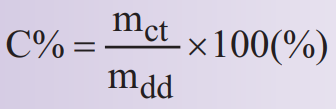 C% = m_ct / m_dd ×100(%)